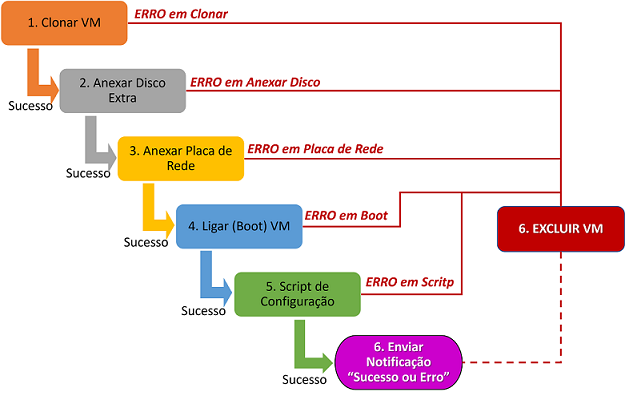 1. Clonar VM
ERRO em Clonar
Sucesso
2. Anexar Disco
Extra
ERRO em Anexar Disco
Sucesso
3. Anexar Placa de
Rede
ERRO em Placa de Rede
Sucesso
4. Ligar (Boot) VM
ERRO em Boot
6. EXCLUIR VM
Sucesso
5. Script de
Configuração
ERRO em Scritp
Sucesso
6. Enviar
Notificação
“Sucesso ou Erro”